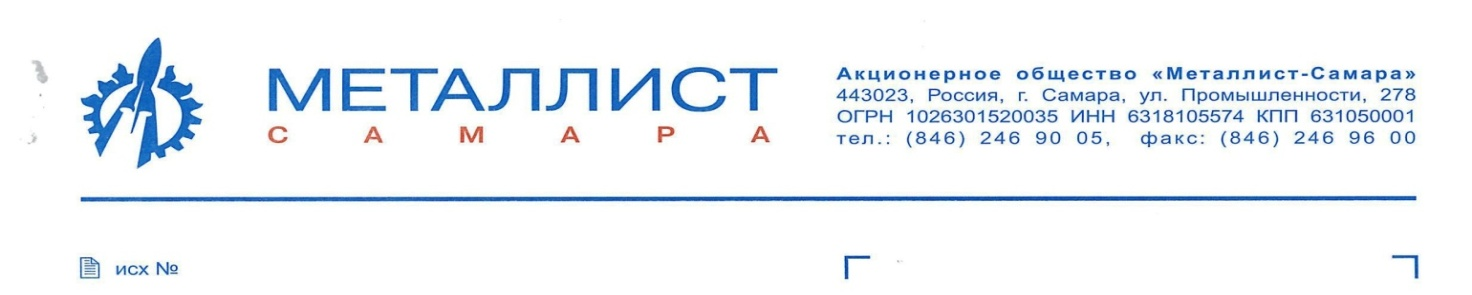 МЕТАЛЛИСТ
САМАРА
Акционерное общество «Металлист-Самара»
443023, Россия, г. Самара, ул. Промышленности, 278
ОГРН 1026301520035 ИНН 6318105574 КПП 631050001
тел.: (846) 246 90 05, факс: (846) 246 96 00
исх №